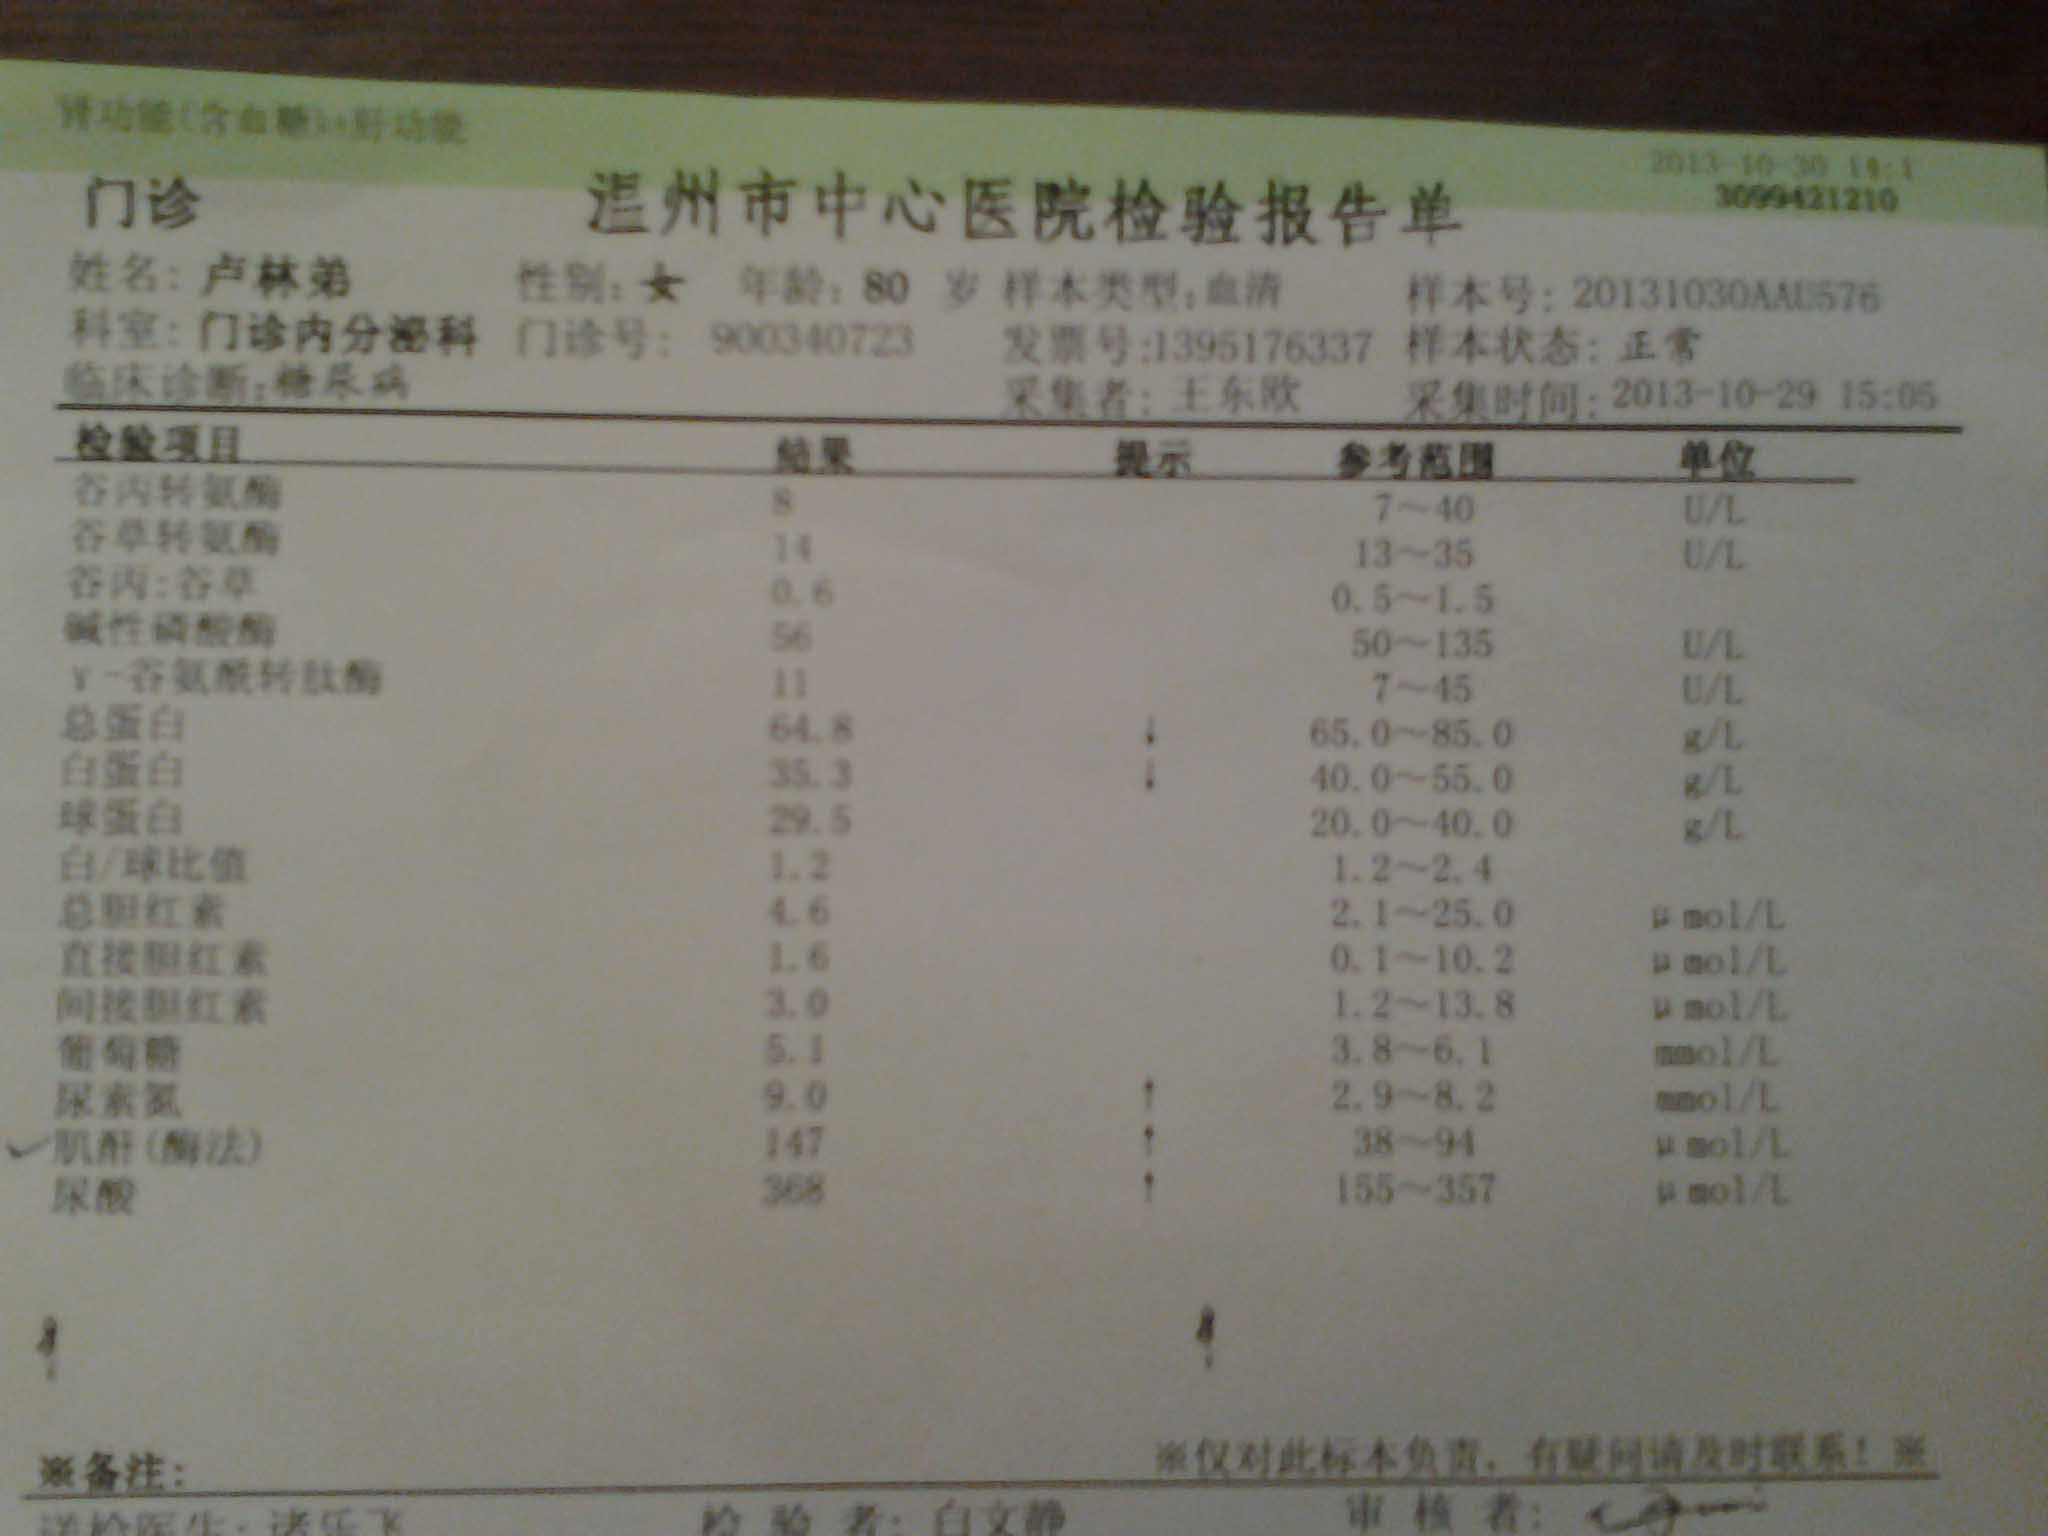 肾功能(含血糖)+肝功能
2013-10-30 14:1
3099421210
门诊 温州市中心医院检验报告单
姓名: 卢林弟 性别: 女 年龄: 80 岁 样本类型: 血清 样本号: 20131030AAU576
科室: 门诊内分泌科 门诊号: 900340723 发票号:1395176337 样本状态: 正常
临床诊断: 糖尿病 采集者: 王东欧 采集时间: 2013-10-29 15:05
检验项目 结果 提示 参考范围 单位
谷丙转氨酶 8 7~40 U/L
谷草转氨酶 14 13~35 U/L
谷丙:谷草 0.6 0.5~1.5
碱性磷酸酶 56 50~135 U/L
γ-谷氨酰转肽酶 11 7~45 U/L
总蛋白 64.8 ↓ 65.0~85.0 g/L
白蛋白 35.3 ↓ 40.0~55.0 g/L
球蛋白 29.5 20.0~40.0 g/L
白/球比值 1.2 1.2~2.4
总胆红素 4.6 2.1~25.0 μmol/L
直接胆红素 1.6 0.1~10.2 μmol/L
间接胆红素 3.0 1.2~13.8 μmol/L
葡萄糖 5.1 3.8~6.1 mmol/L
尿素氮 9.0 ↑ 2.9~8.2 mmol/L
✓肌酐(酶法) 147 ↑ 38~94 μmol/L
尿酸 368 ↑ 155~357 μmol/L
※仅对此标本负责, 有疑问请及时联系! ※
※备注:
送检医生: 诸乐飞 检 验 者: 白文静 审 核 者: